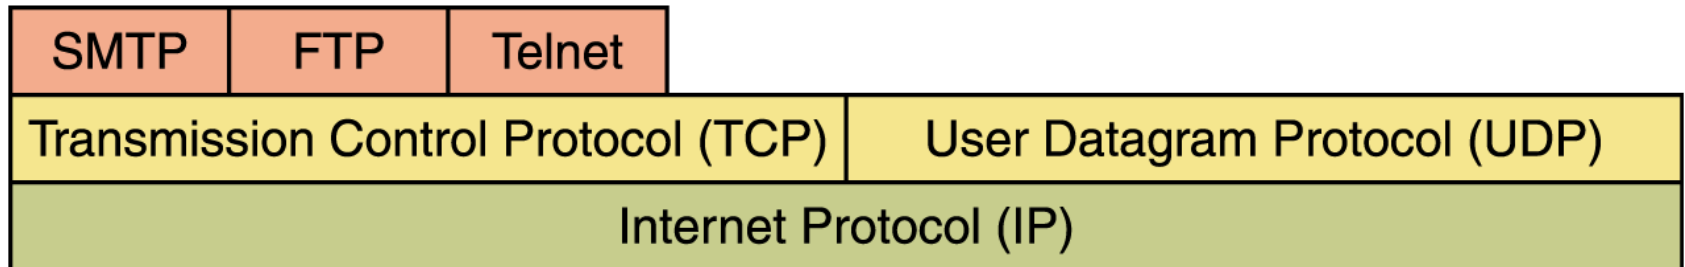 SMTP FTP Telnet
Transmission Control Protocol (TCP) User Datagram Protocol (UDP)
Internet Protocol (IP)